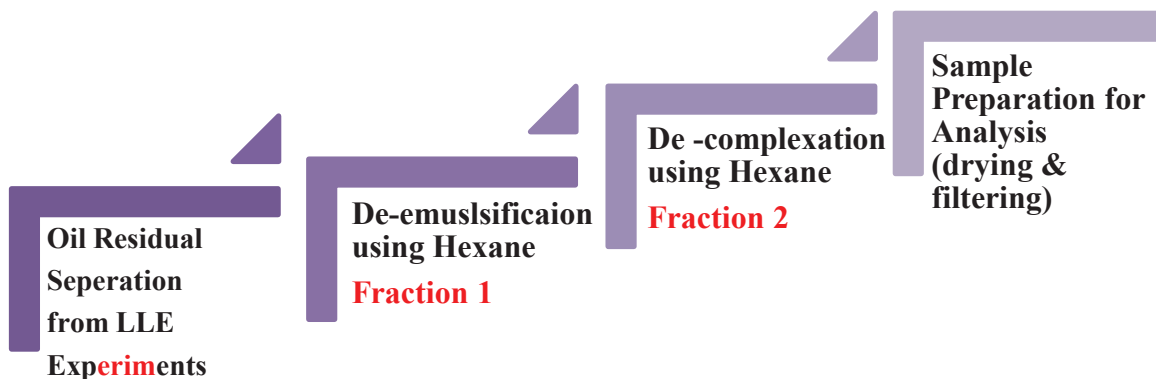 Oil Residual
Seperation
from LLE
Experiments
De-emuslsificaion
using Hexane
Fraction 1
De -complexation
using Hexane
Fraction 2
Sample
Preparation for
Analysis
(drying &
filtering)